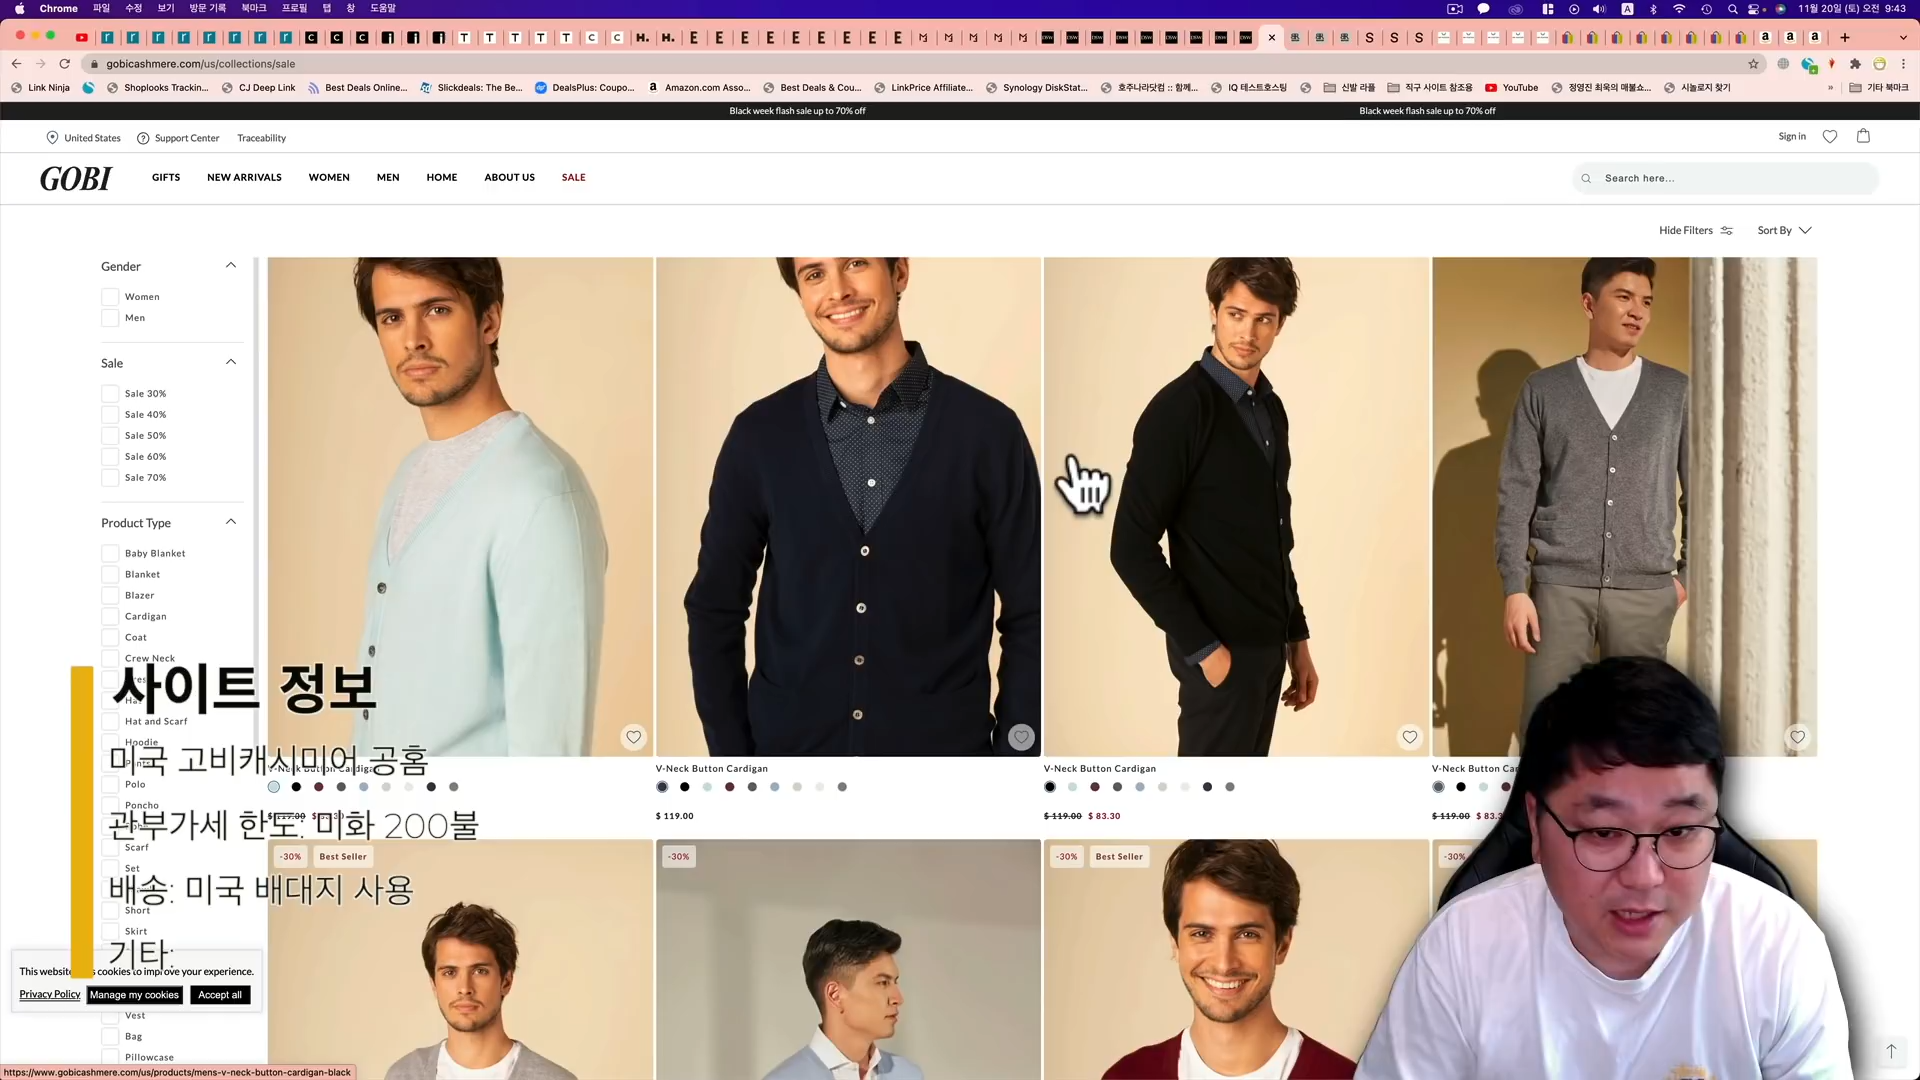 Chrome 파일 수정 보기 방문 기록 북마크 프로필 탭 창 도움말
A 11월 20일 (토) 오전 9:43
gobicashmere.com/us/collections/sale
Link Ninja Shoplooks Trackin... CJ Deep Link Best Deals Online... Slickdeals: The Be... DealsPlus: Coupo... Amazon.com Asso... Best Deals & Cou... LinkPrice Affiliate... Synology DiskStat... 호주나라닷컴 :: 함께... IQ 테스트호스팅 신발 라플 직구 사이트 참조용 YouTube 정영진 최욱의 매불쇼... 시놀로지 찾기 » 기타 북마크
Black week flash sale up to 70% off Black week flash sale up to 70% off
United States Support Center Traceability Sign in
GOBI GIFTS NEW ARRIVALS WOMEN MEN HOME ABOUT US SALE Search here...
Hide Filters Sort By
Gender
Women
Men
Sale
Sale 30%
Sale 40%
Sale 50%
Sale 60%
Sale 70%
Product Type
Baby Blanket
Blanket
Blazer
Cardigan
Coat
Crew Neck
사이트 정보
Hat and Scarf
Hoodie
미국 고비캐시미어 공홈
Polo
Poncho
관부가세 한도: 미화 200불
Scarf
Set
배송: 미국 배대지 사용
Short
Skirt
기타:
Vest
Bag
Pillowcase
V-Neck Button Cardigan
$ 119.00
V-Neck Button Cardigan
$ 119.00
V-Neck Button Cardigan
$ 119.00 $ 83.30
V-Neck
$ 119.00
-30% Best Seller
-30%
-30% Best Seller
-30%
This website cookies to improve your experience.
Privacy Policy Manage my cookies Accept all
https://www.gobicashmere.com/us/products/mens-v-neck-button-cardigan-black